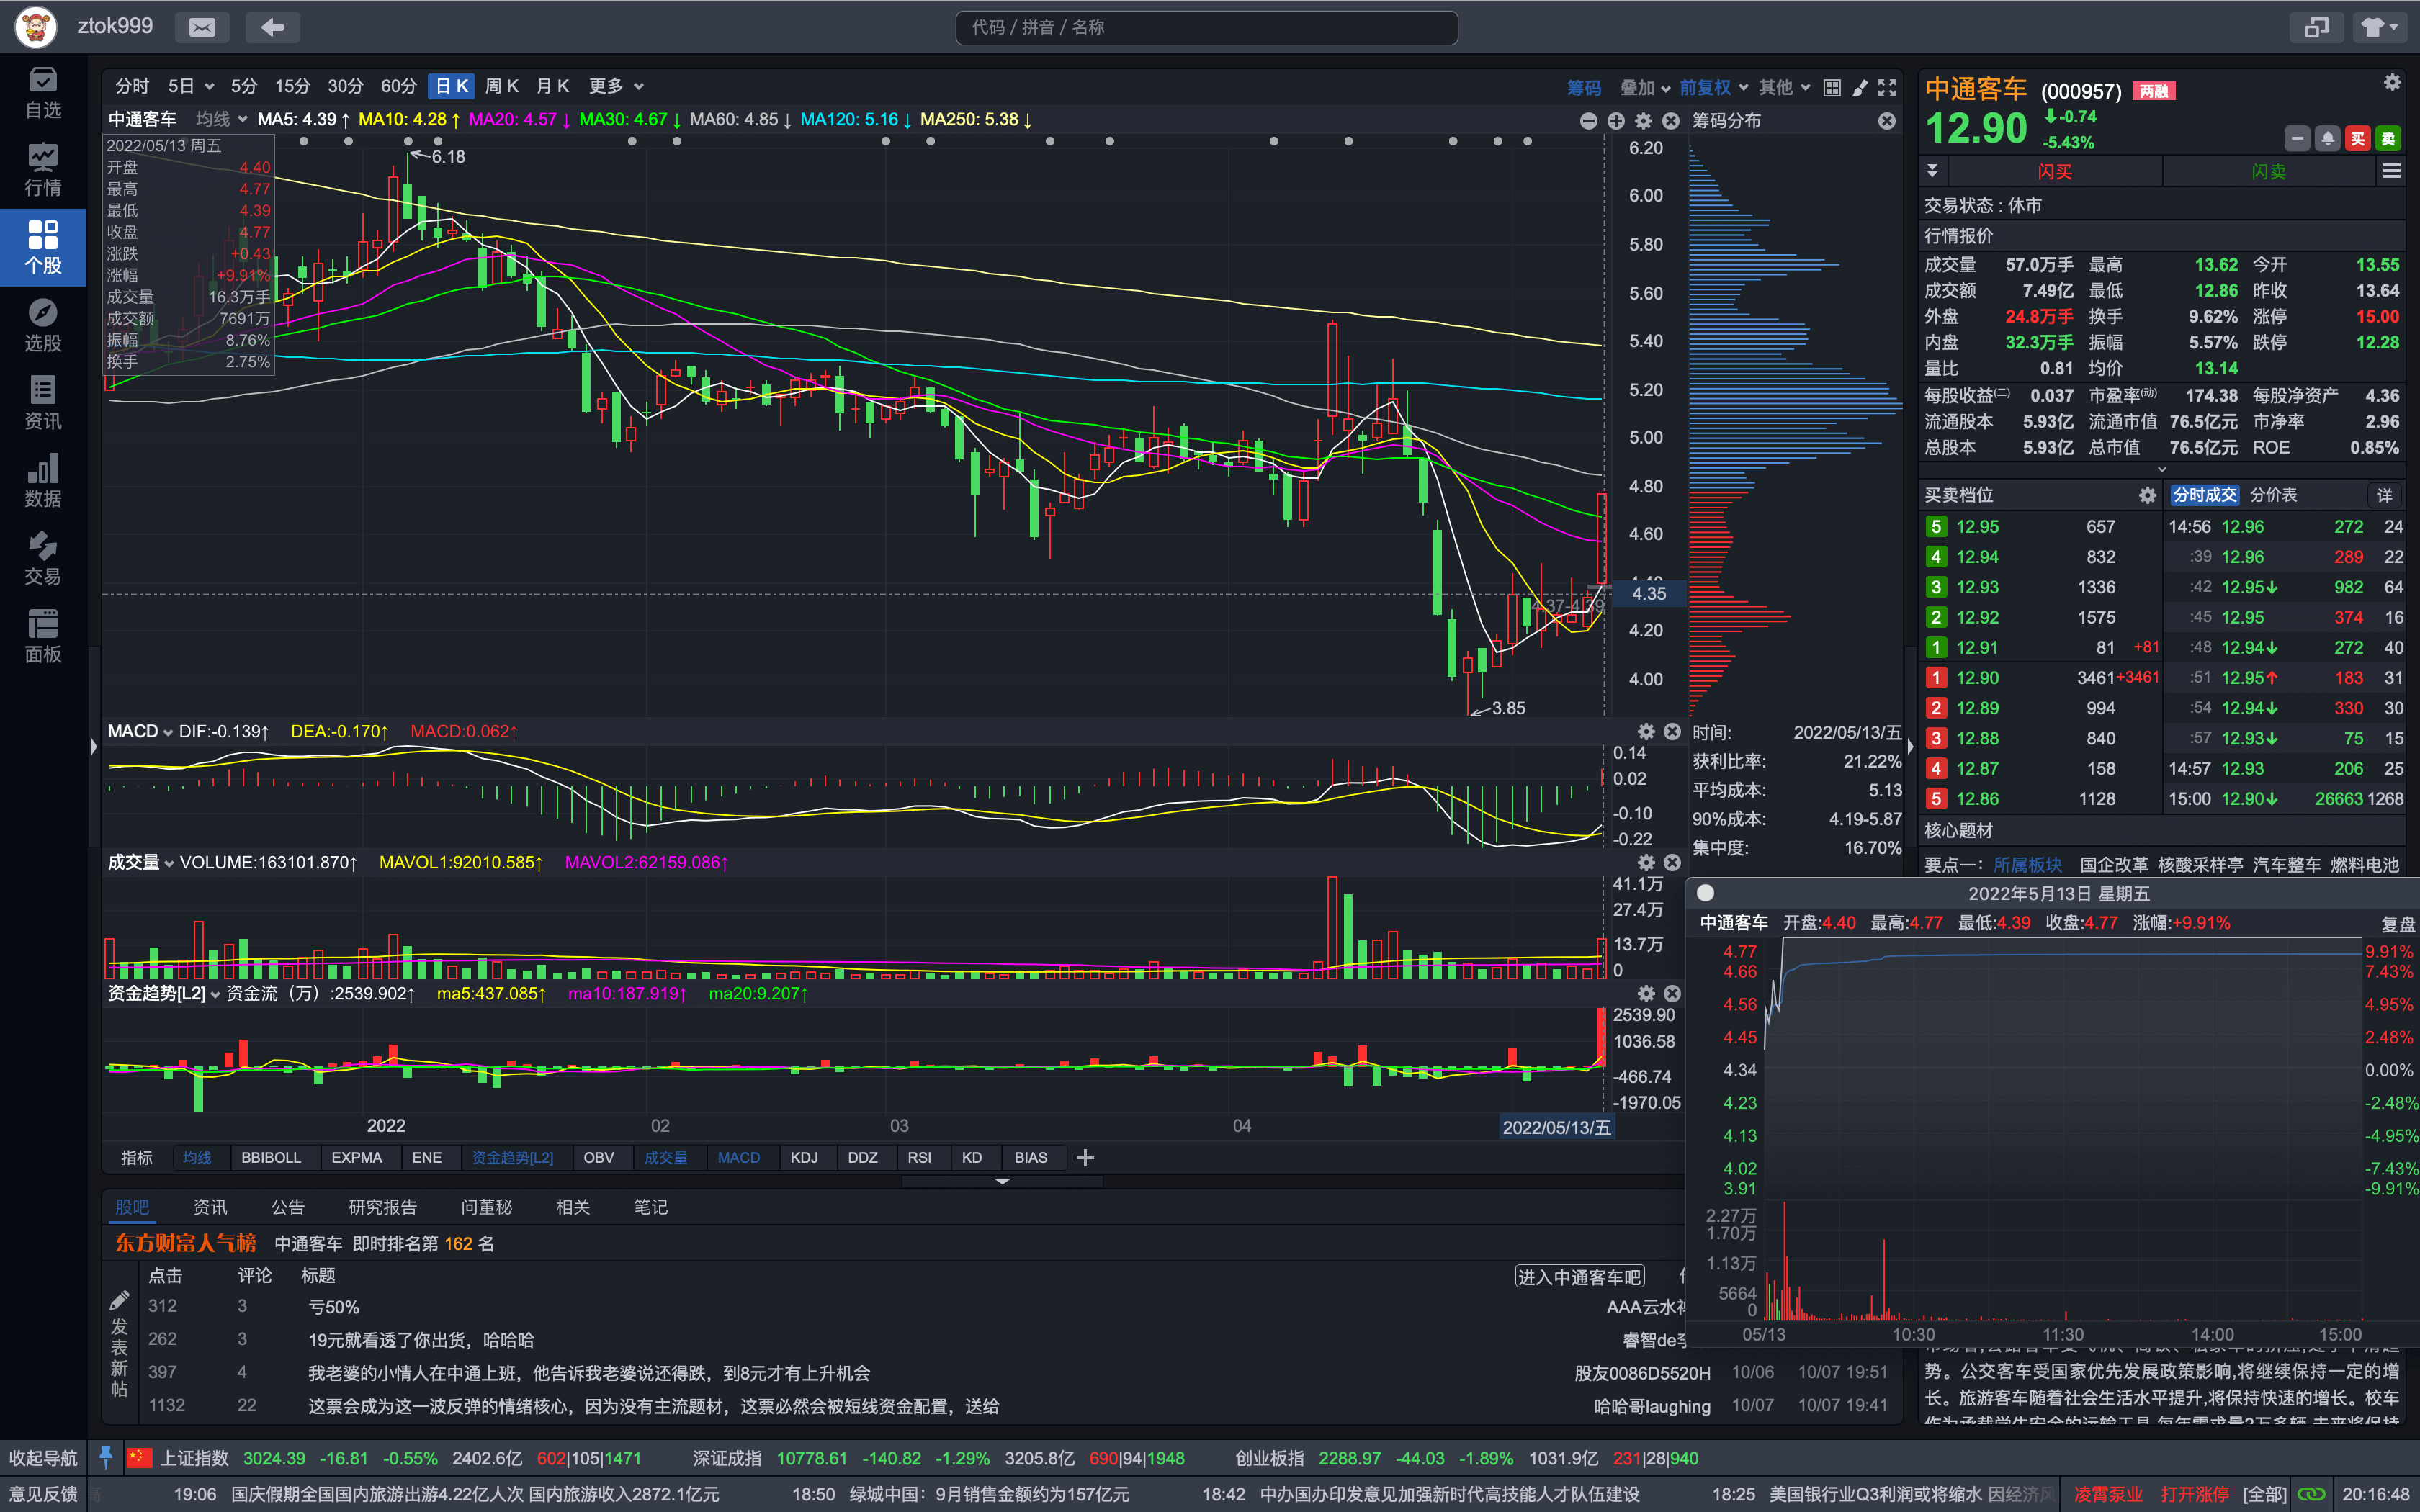 ztok999
代码 / 拼音 / 名称
自选
行情
个股
选股
资讯
数据
交易
面板
分时 5日 5分 15分 30分 60分 日K 周K 月K 更多
筹码 叠加 前复权 其他
中通客车 均线 MA5: 4.39↑ MA10: 4.28↑ MA20: 4.57↓ MA30: 4.67↓ MA60: 4.85↓ MA120: 5.16↓ MA250: 5.38↓
筹码分布
2022/05/13 周五
开盘 4.40
最高 4.77
最低 4.39
收盘 4.77
涨跌 +0.43
涨幅 +9.91%
成交量 16.3万手
成交额 7691万
振幅 8.76%
换手 2.75%
6.18
3.85
4.37-4.39
6.20
6.00
5.80
5.60
5.40
5.20
5.00
4.80
4.60
4.35
4.20
4.00
MACD DIF:-0.139↑ DEA:-0.170↑ MACD:0.062↑
0.14
0.02
-0.10
-0.22
时间: 2022/05/13/五
获利比率: 21.22%
平均成本: 5.13
90%成本: 4.19-5.87
集中度: 16.70%
成交量 VOLUME:163101.870↑ MAVOL1:92010.585↑ MAVOL2:62159.086↑
41.1万
27.4万
13.7万
0
资金趋势[L2] 资金流（万）:2539.902↑ ma5:437.085↑ ma10:187.919↑ ma20:9.207↑
2539.90
1036.58
-466.74
-1970.05
2022 02 03 04 2022/05/13/五
指标 均线 BBIBOLL EXPMA ENE 资金趋势[L2] OBV 成交量 MACD KDJ DDZ RSI KD BIAS
股吧 资讯 公告 研究报告 问董秘 相关 笔记
东方财富人气榜 中通客车 即时排名第 162 名
点击 评论 标题 进入中通客车吧
发表新帖
312 3 亏50% AAA云水
262 3 19元就看透了你出货，哈哈哈 睿智de
397 4 我老婆的小情人在中通上班，他告诉我老婆说还得跌，到8元才有上升机会 股友0086D5520H 10/06 10/07 19:51
1132 22 这票会成为这一波反弹的情绪核心，因为没有主流题材，这票必然会被短线资金配置，送给 哈哈哥laughing 10/07 10/07 19:41
中通客车 (000957) 两融
12.90 ↓-0.74
-5.43%
买 卖
闪买 闪卖
交易状态 : 休市
行情报价
成交量 57.0万手 最高 13.62 今开 13.55
成交额 7.49亿 最低 12.86 昨收 13.64
外盘 24.8万手 换手 9.62% 涨停 15.00
内盘 32.3万手 振幅 5.57% 跌停 12.28
量比 0.81 均价 13.14
每股收益(二) 0.037 市盈率(动) 174.38 每股净资产 4.36
流通股本 5.93亿 流通市值 76.5亿元 市净率 2.96
总股本 5.93亿 总市值 76.5亿元 ROE 0.85%
买卖档位 分时成交 分价表 详
5 12.95 657 14:56 12.96 272 24
4 12.94 832 :39 12.96 289 22
3 12.93 1336 :42 12.95↓ 982 64
2 12.92 1575 :45 12.95 374 16
1 12.91 81 +81 :48 12.94↓ 272 40
1 12.90 3461 +3461 :51 12.95↑ 183 31
2 12.89 994 :54 12.94↓ 330 30
3 12.88 840 :57 12.93↓ 75 15
4 12.87 158 14:57 12.93 206 25
5 12.86 1128 15:00 12.90↓ 26663 1268
核心题材
要点一： 所属板块 国企改革 核酸采样亭 汽车整车 燃料电池
2022年5月13日 星期五
中通客车 开盘:4.40 最高:4.77 最低:4.39 收盘:4.77 涨幅:+9.91% 复盘
4.77 9.91%
4.66 7.43%
4.56 4.95%
4.45 2.48%
4.34 0.00%
4.23 -2.48%
4.13 -4.95%
4.02 -7.43%
3.91 -9.91%
2.27万
1.70万
1.13万
5664
0
05/13 10:30 11:30 14:00 15:00
势。公交客车受国家优先发展政策影响,将继续保持一定的增
长。旅游客车随着社会生活水平提升,将保持快速的增长。校车
收起导航 上证指数 3024.39 -16.81 -0.55% 2402.6亿 602|105|1471 深证成指 10778.61 -140.82 -1.29% 3205.8亿 690|94|1948 创业板指 2288.97 -44.03 -1.89% 1031.9亿 231|28|940
意见反馈 19:06 国庆假期全国国内旅游出游4.22亿人次 国内旅游收入2872.1亿元 18:50 绿城中国：9月销售金额约为157亿元 18:42 中办国办印发意见加强新时代高技能人才队伍建设 18:25 美国银行业Q3利润或将缩水 因经济 凌霄泵业 打开涨停 [全部] 20:16:48